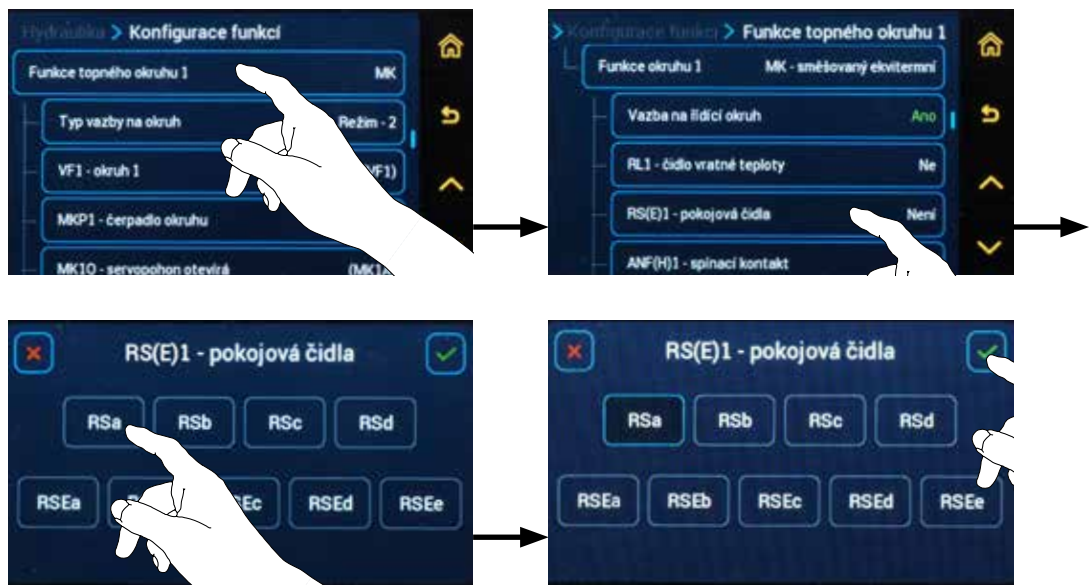 Hydraulika > Konfigurace funkcí
Funkce topného okruhu 1 MK
Typ vazby na okruh Režim - 2
VF1 - okruh 1 VF1)
MKP1 - čerpadlo okruhu
MK1O - servopohon otevírá (MK1
> Konfigurace funkcí > Funkce topného okruhu 1
Funkce okruhu 1 MK - směšovaný ekvitermní
Vazba na řídící okruh Ano
RL1 - čidlo vratné teploty Ne
RS(E)1 - pokojová čidla Není
ANF(H)1 - spínací kontakt
RS(E)1 - pokojová čidla
RSa RSb RSc RSd
RSEa Ec RSEd RSEe
RS(E)1 - pokojová čidla
RSa RSb RSc RSd
RSEa RSEb RSEc RSEd RSEe